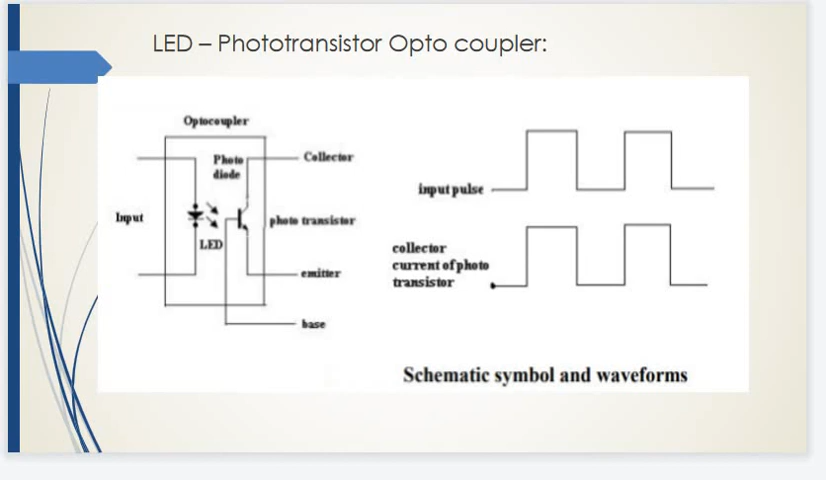 LED – Phototransistor Opto coupler:
Optocoupler
Photo
diode
Collector
Input
LED
photo transistor
emitter
base
input pulse
collector
current of photo
transistor
Schematic symbol and waveforms